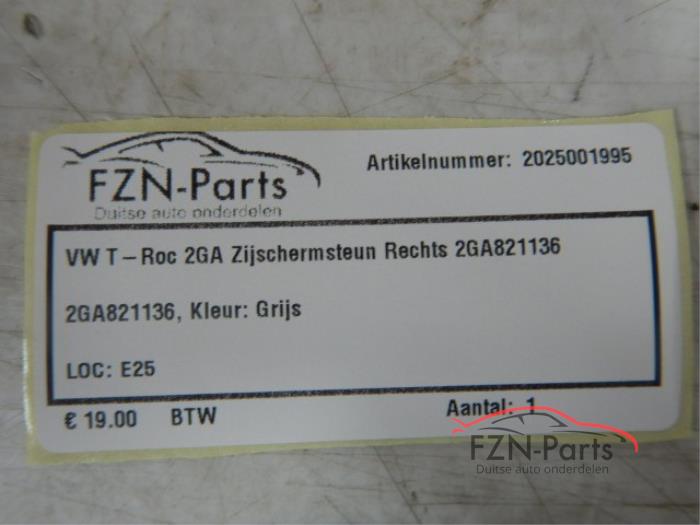 FZN-Parts
Duitse auto onderdelen
Artikelnummer: 2025001995
VW T-Roc 2GA Zijschermsteun Rechts 2GA821136
2GA821136, Kleur: Grijs
LOC: E25
€ 19.00 BTW Aantal: 1
FZN-Parts
Duitse auto onderdelen